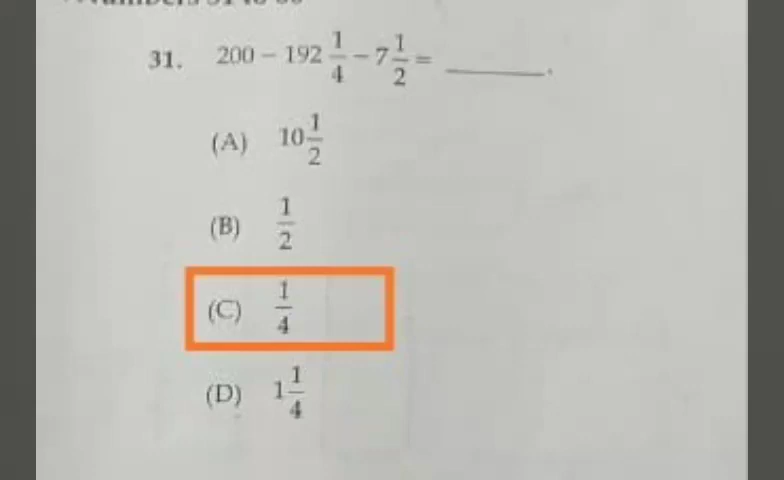 31. 200 – 192 1/4 – 7 1/2 = ______.
(A) 10 1/2
(B) 1/2
(C) 1/4
(D) 1 1/4